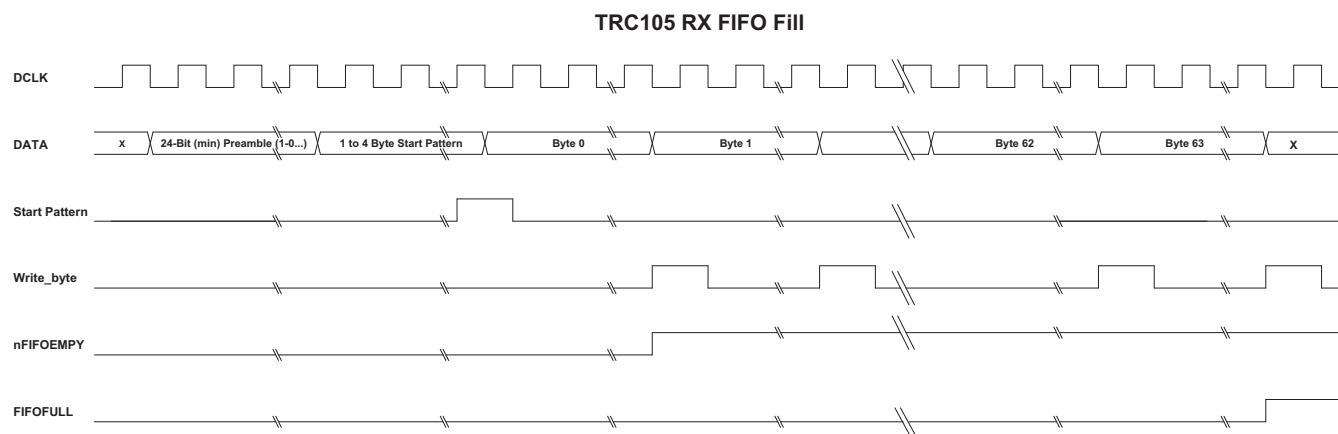 TRC105 RX FIFO Fill
DCLK
DATA X 24-Bit (min) Preamble (1-0...) 1 to 4 Byte Start Pattern Byte 0 Byte 1 Byte 62 Byte 63 X
Start Pattern
Write_byte
nFIFOEMPY
FIFOFULL